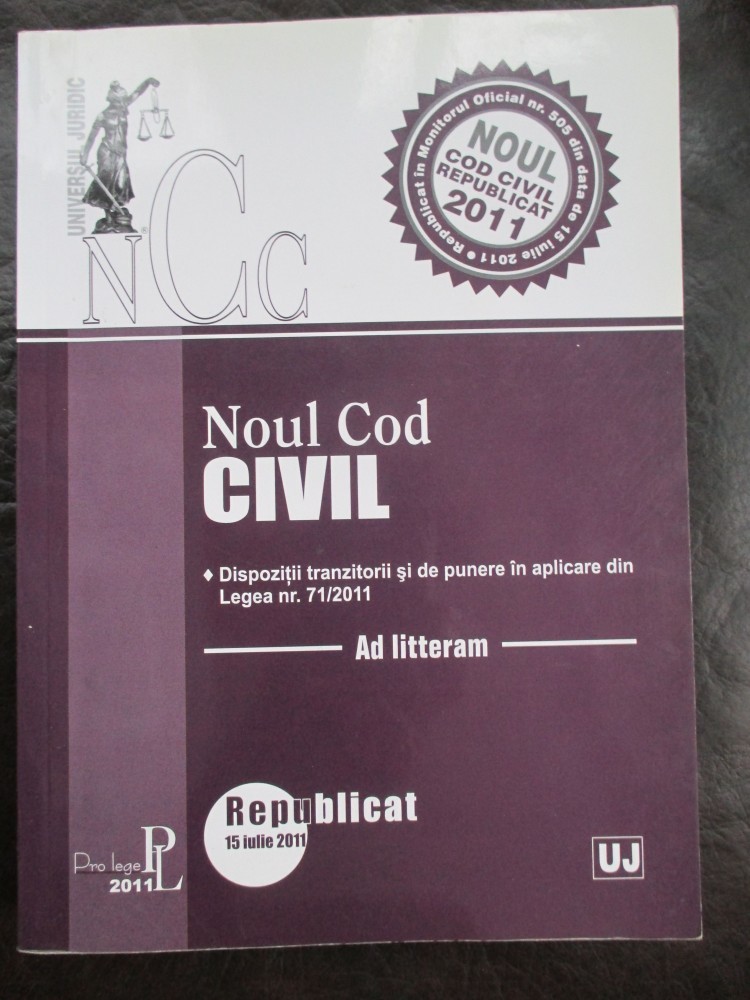 UNIVERSUL JURIDIC
®
NCC
Republicat în Monitorul Oficial nr. 505 din data de 15 iulie 2011 •
NOUL
COD CIVIL
REPUBLICAT
2011
Noul Cod
CIVIL
♦ Dispoziţii tranzitorii şi de punere în aplicare din
Legea nr. 71/2011
Ad litteram
Republicat
15 iulie 2011
Pro lege PL
2011
UJ